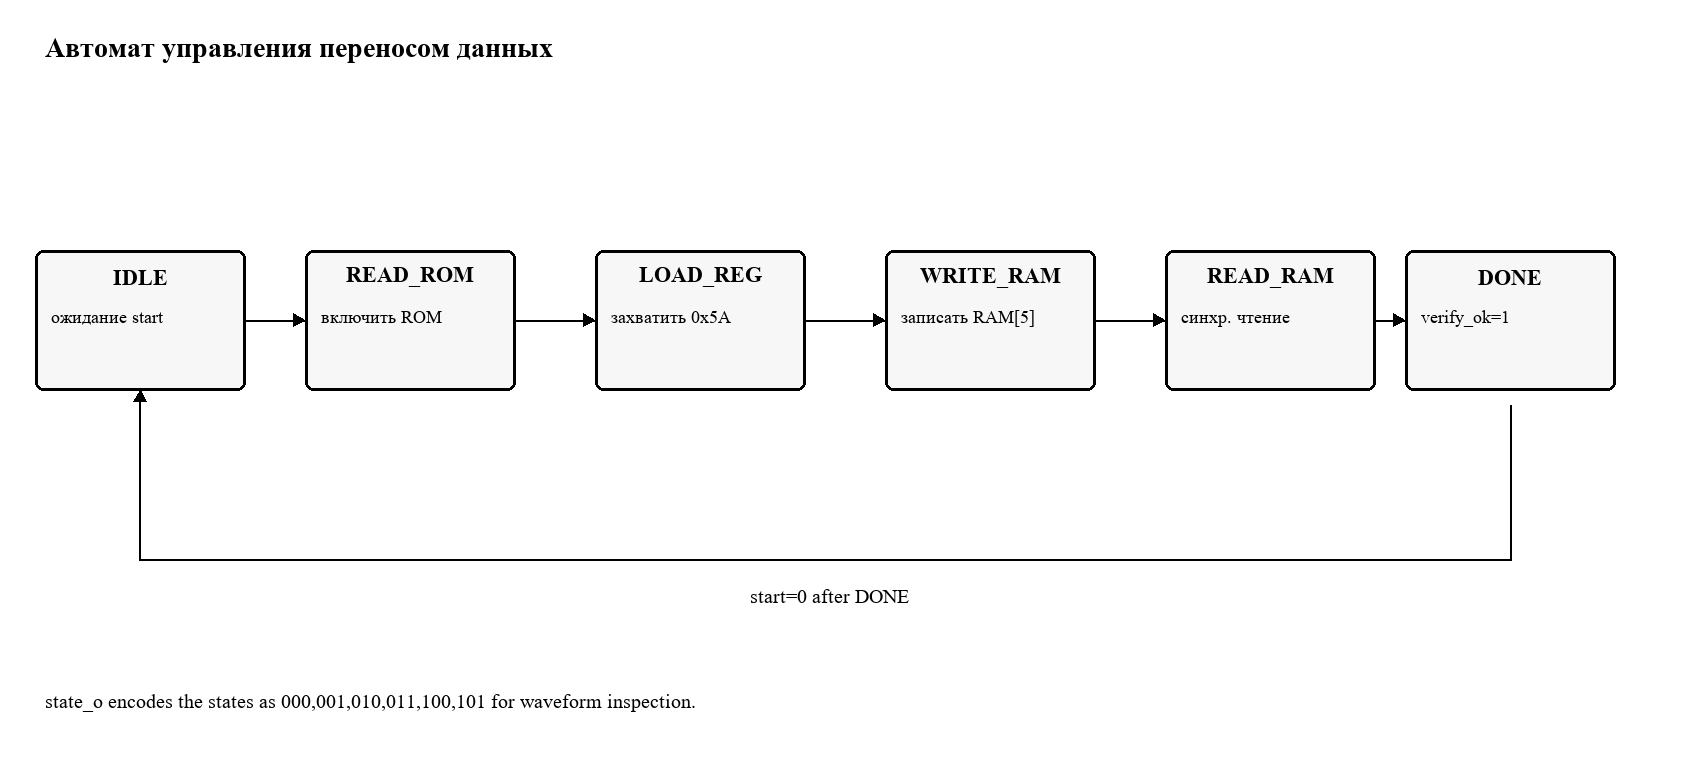 Автомат управления переносом данных
IDLE
ожидание start
READ_ROM
включить ROM
LOAD_REG
захватить 0x5A
WRITE_RAM
записать RAM[5]
READ_RAM
синхр. чтение
DONE
verify_ok=1
start=0 after DONE
state_o encodes the states as 000,001,010,011,100,101 for waveform inspection.